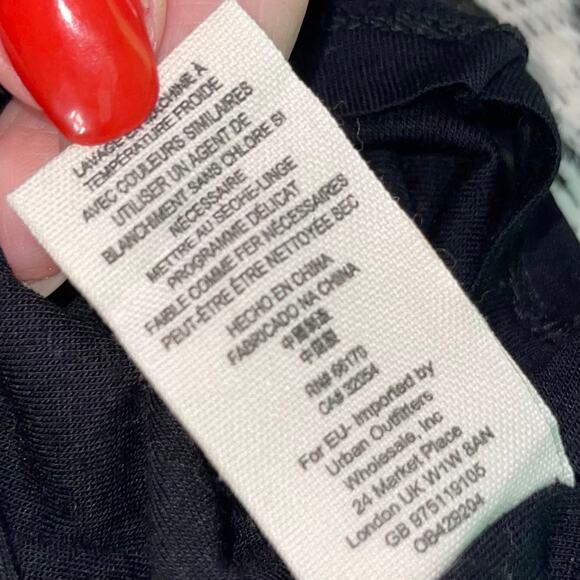 LAVAGE EN MACHINE À
TEMPÉRATURE FROIDE
AVEC COULEURS SIMILAIRES
UTILISER UN AGENT DE
BLANCHIMENT SANS CHLORE SI
NÉCESSAIRE
METTRE AU SÈCHE-LINGE
PROGRAMME DÉLICAT
FAIBLE COMME FER NÉCESSAIRES
PEUT-ÊTRE ÊTRE NETTOYÉE SEC
HECHO EN CHINA
FABRICADO NA CHINA
中國製造
中国製
RN# 66170
CA# 32054
For EU- Imported by
Urban Outfitters
Wholesale, Inc
24 Market Place
London UK W1W 8AN
GB 975119105
OB429204